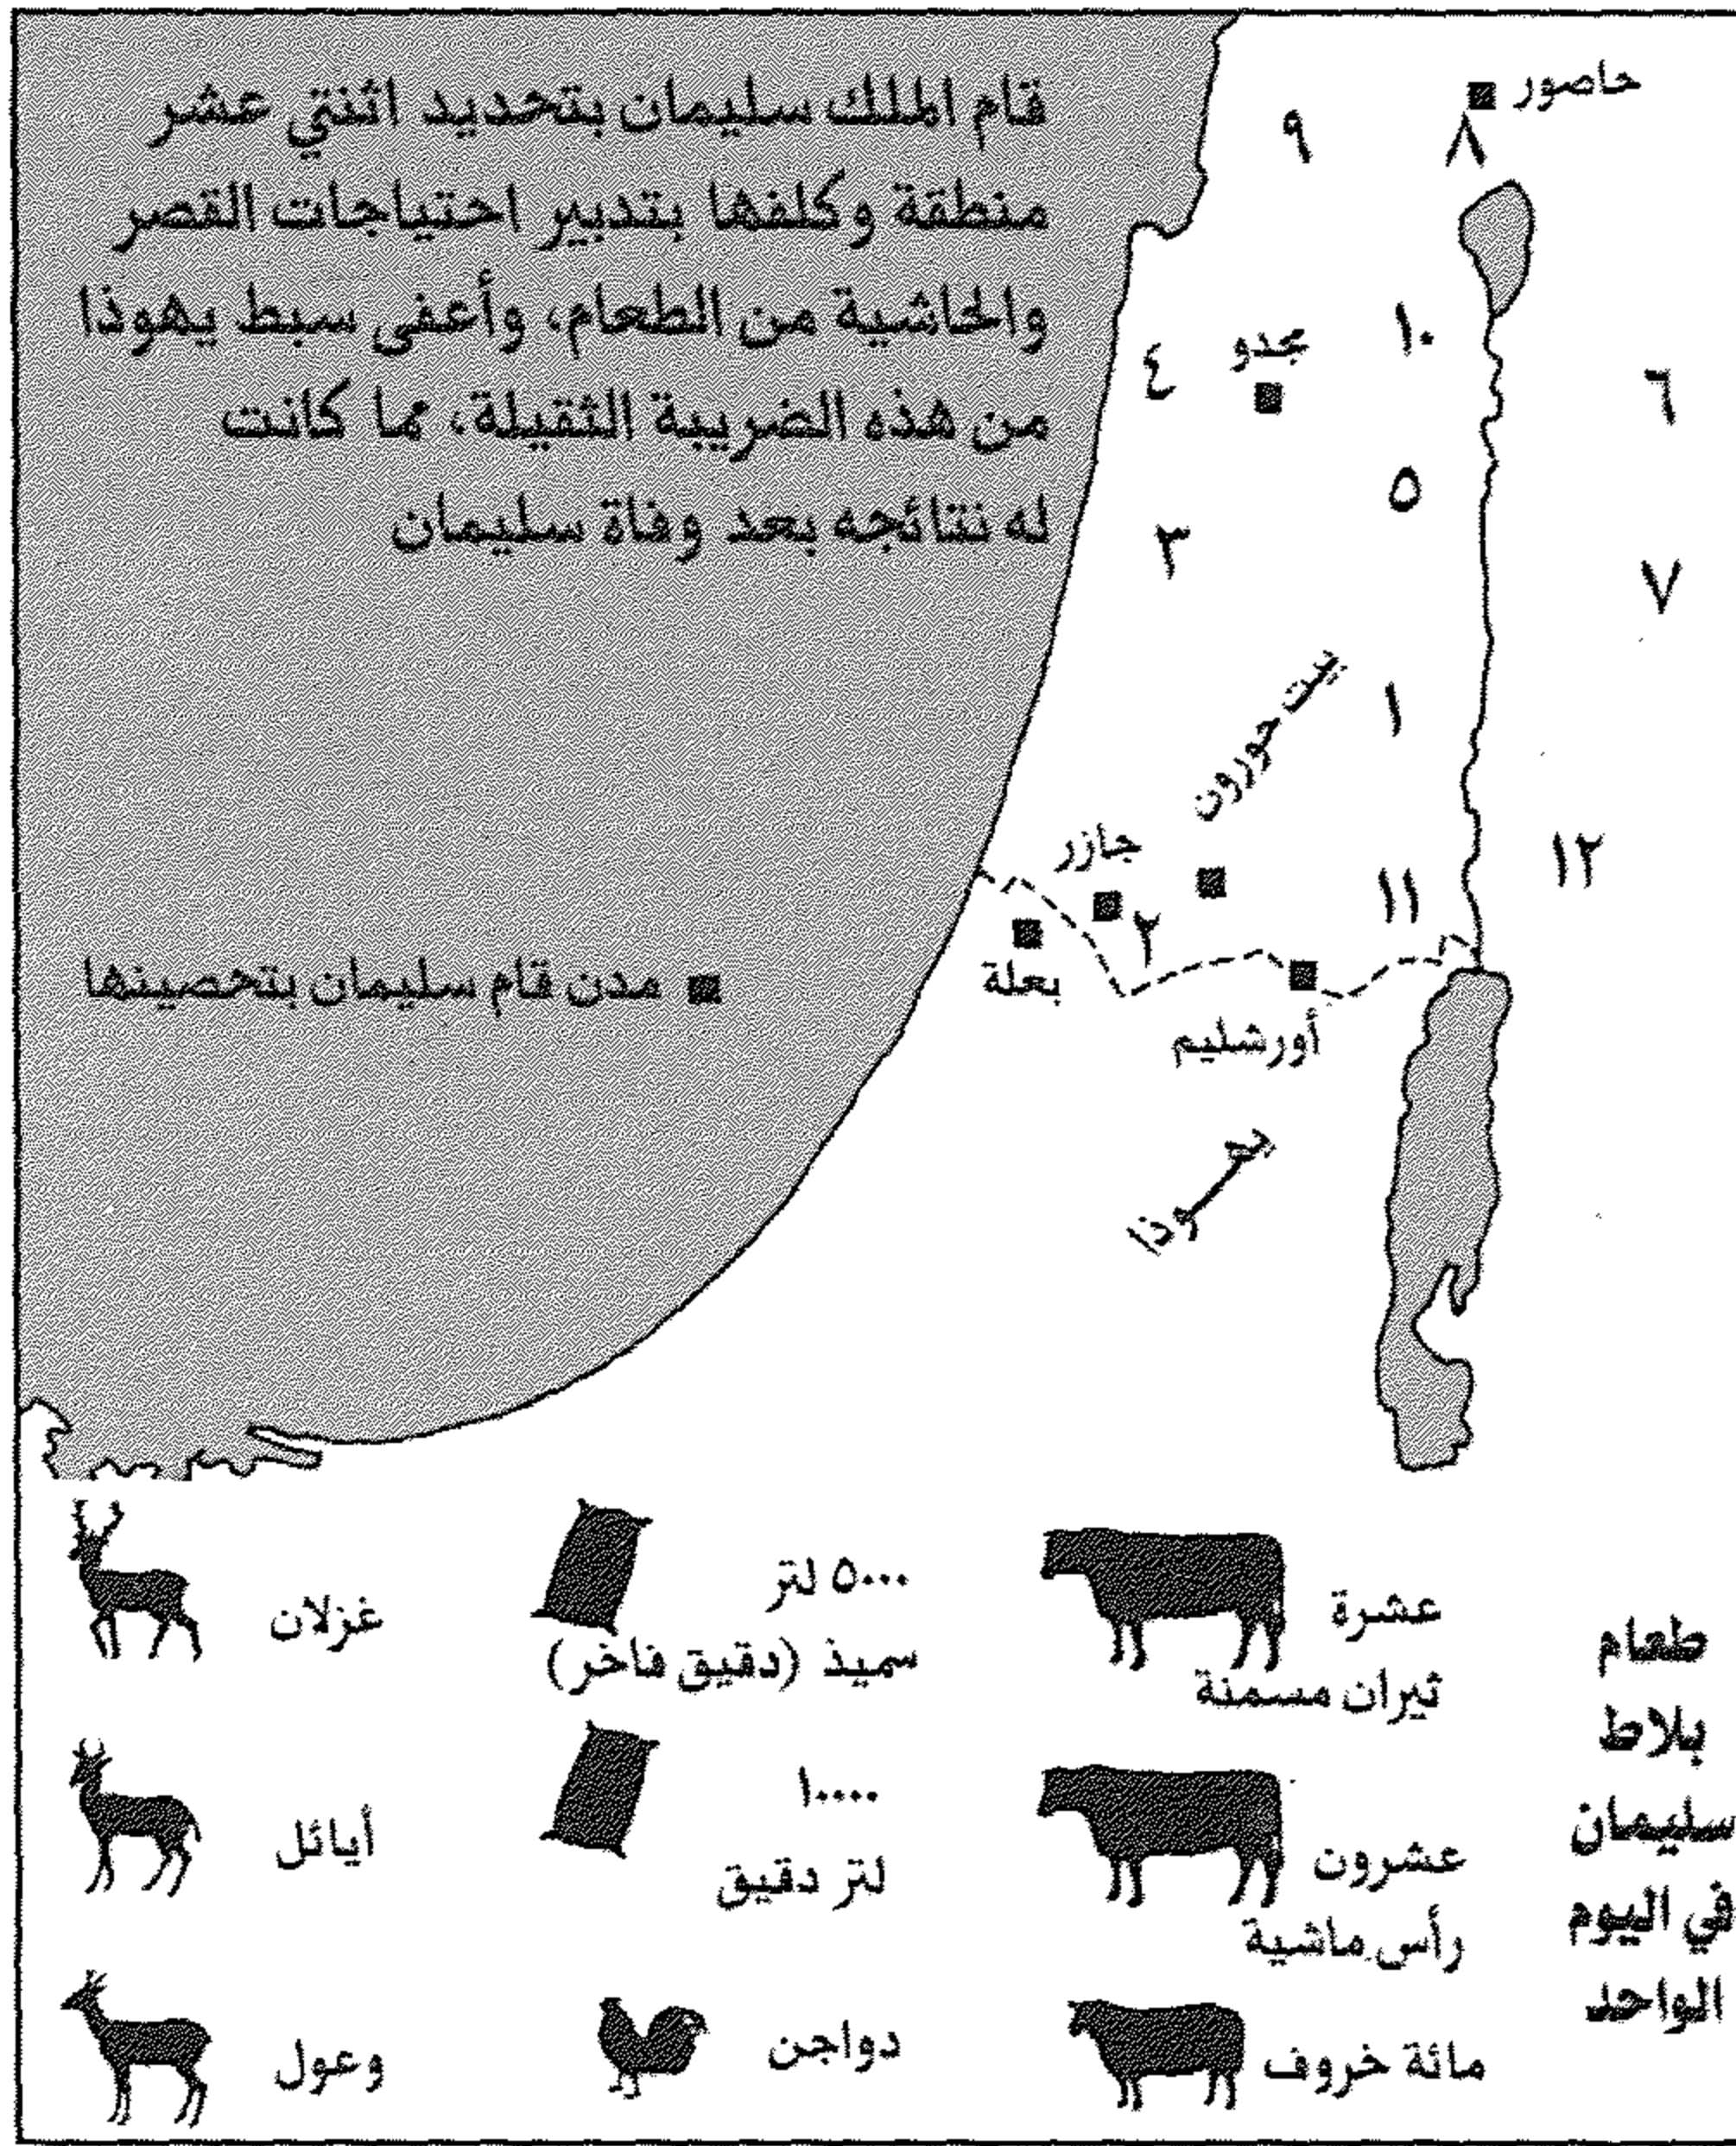 قام الملك سليمان بتحديد اثنتي عشر
منطقة وكلفها بتدبير احتياجات القصر
والحاشية من الطعام، وأعفى سبط يهوذا
من هذه الضريبة الثقيلة، مما كانت
له نتائجه بعد وفاة سليمان
حاصور
٩
٨
١٠
مجدو
٤
٦
٥
٣
٧
بيت حورون
١
جازر
١٢
١١
٢
بعلة
مدن قام سليمان بتحصينها
أورشليم
يهـوذا
طعام
بلاط
سليمان
في اليوم
الواحد
عشرة
ثيران مسمنة
عشرون
رأس ماشية
مائة خروف
٥٠٠٠ لتر
سميذ (دقيق فاخر)
١٠٠٠٠
لتر دقيق
دواجن
غزلان
أيائل
وعول